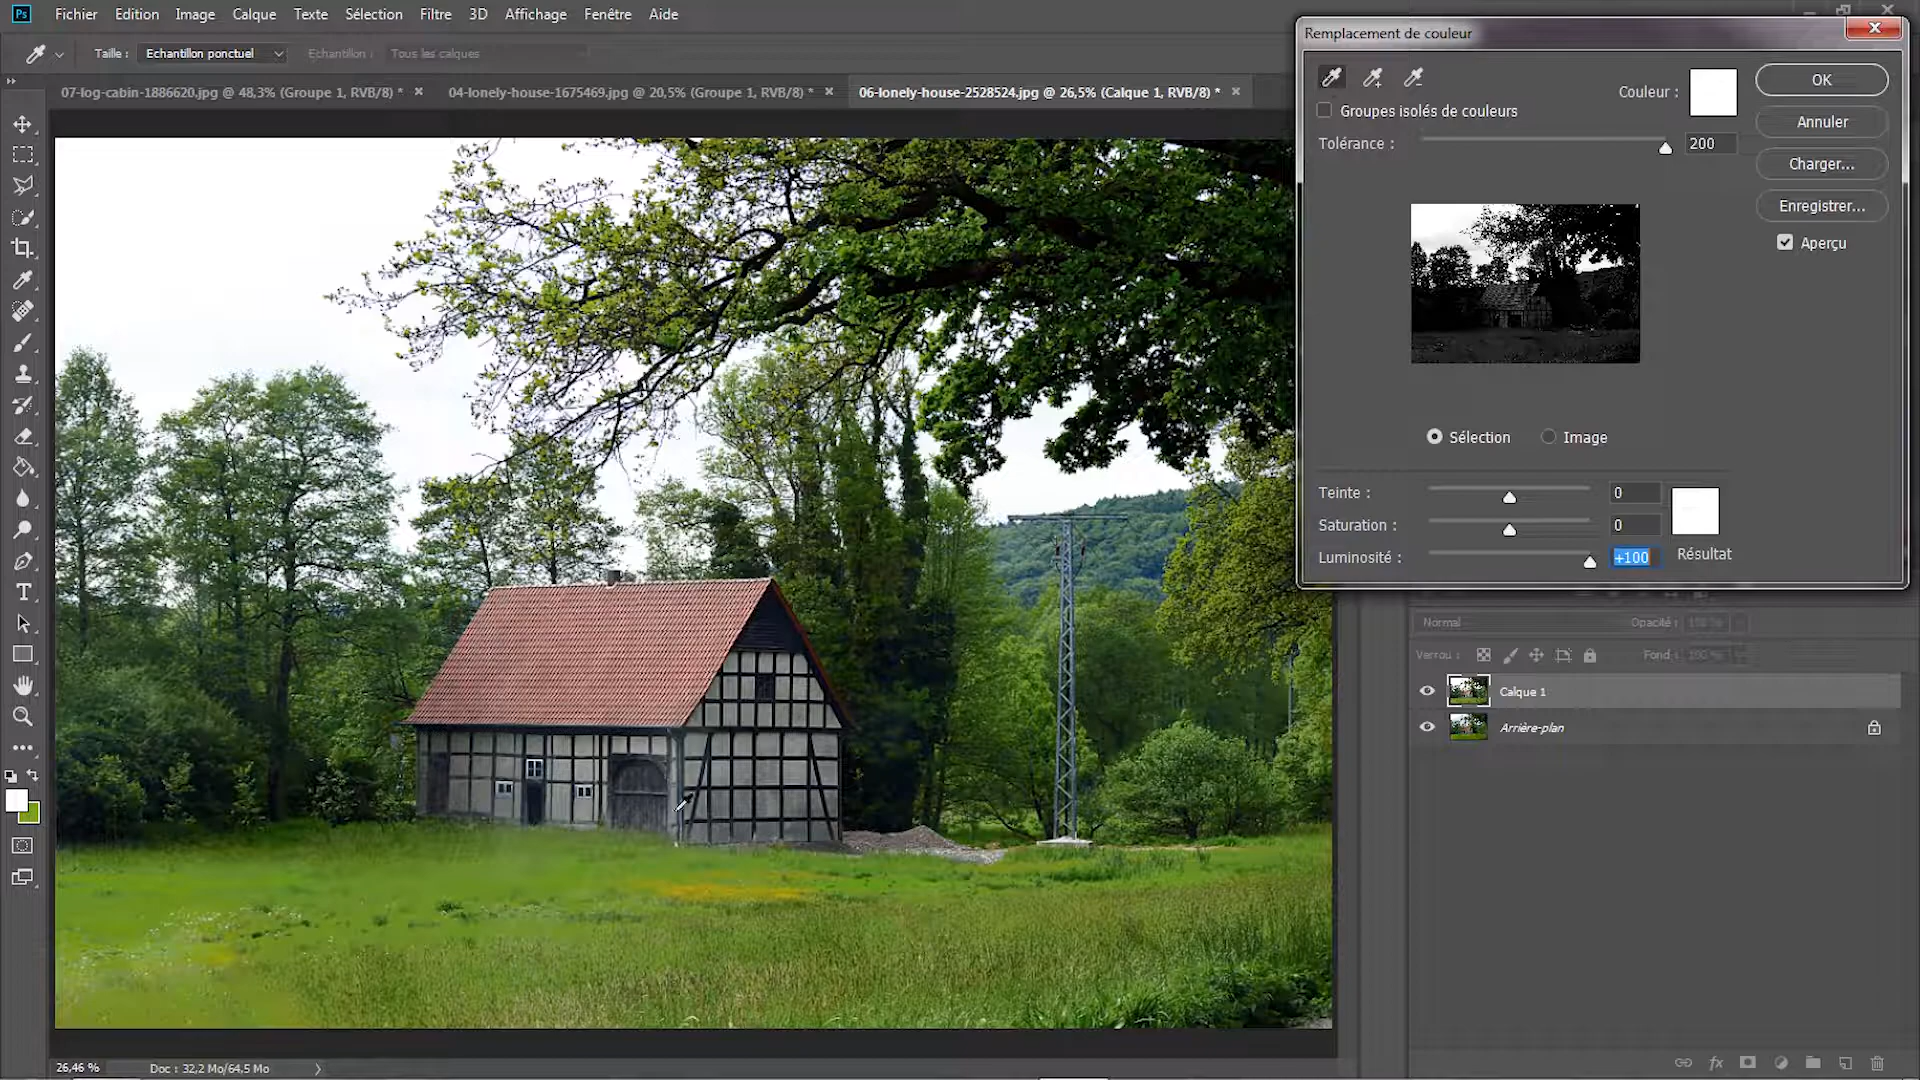 Ps
Fichier Edition Image Calque Texte Sélection Filtre 3D Affichage Fenêtre Aide
Taille : Echantillon ponctuel Echantillon : Tous les calques
07-log-cabin-1886620.jpg @ 48,3% (Groupe 1, RVB/8) *
04-lonely-house-1675469.jpg @ 20,5% (Groupe 1, RVB/8) *
06-lonely-house-2528524.jpg @ 26,5% (Calque 1, RVB/8) *
Remplacement de couleur
Groupes isolés de couleurs
Couleur :
Tolérance : 200
OK
Annuler
Charger...
Enregistrer...
Aperçu
Sélection Image
Teinte : 0
Saturation : 0
Luminosité : +100
Résultat
Normal Opacité :
Verrou : Fond :
Calque 1
Arrière-plan
26,46 % Doc : 32,2 Mo/64,5 Mo